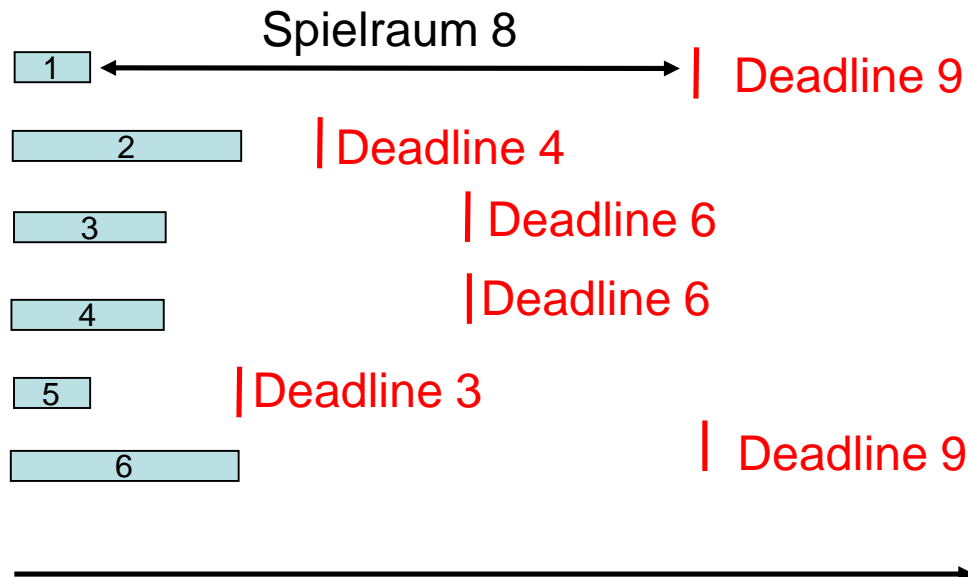 Spielraum 8
1
Deadline 9
2
Deadline 4
3
Deadline 6
4
Deadline 6
5
Deadline 3
6
Deadline 9